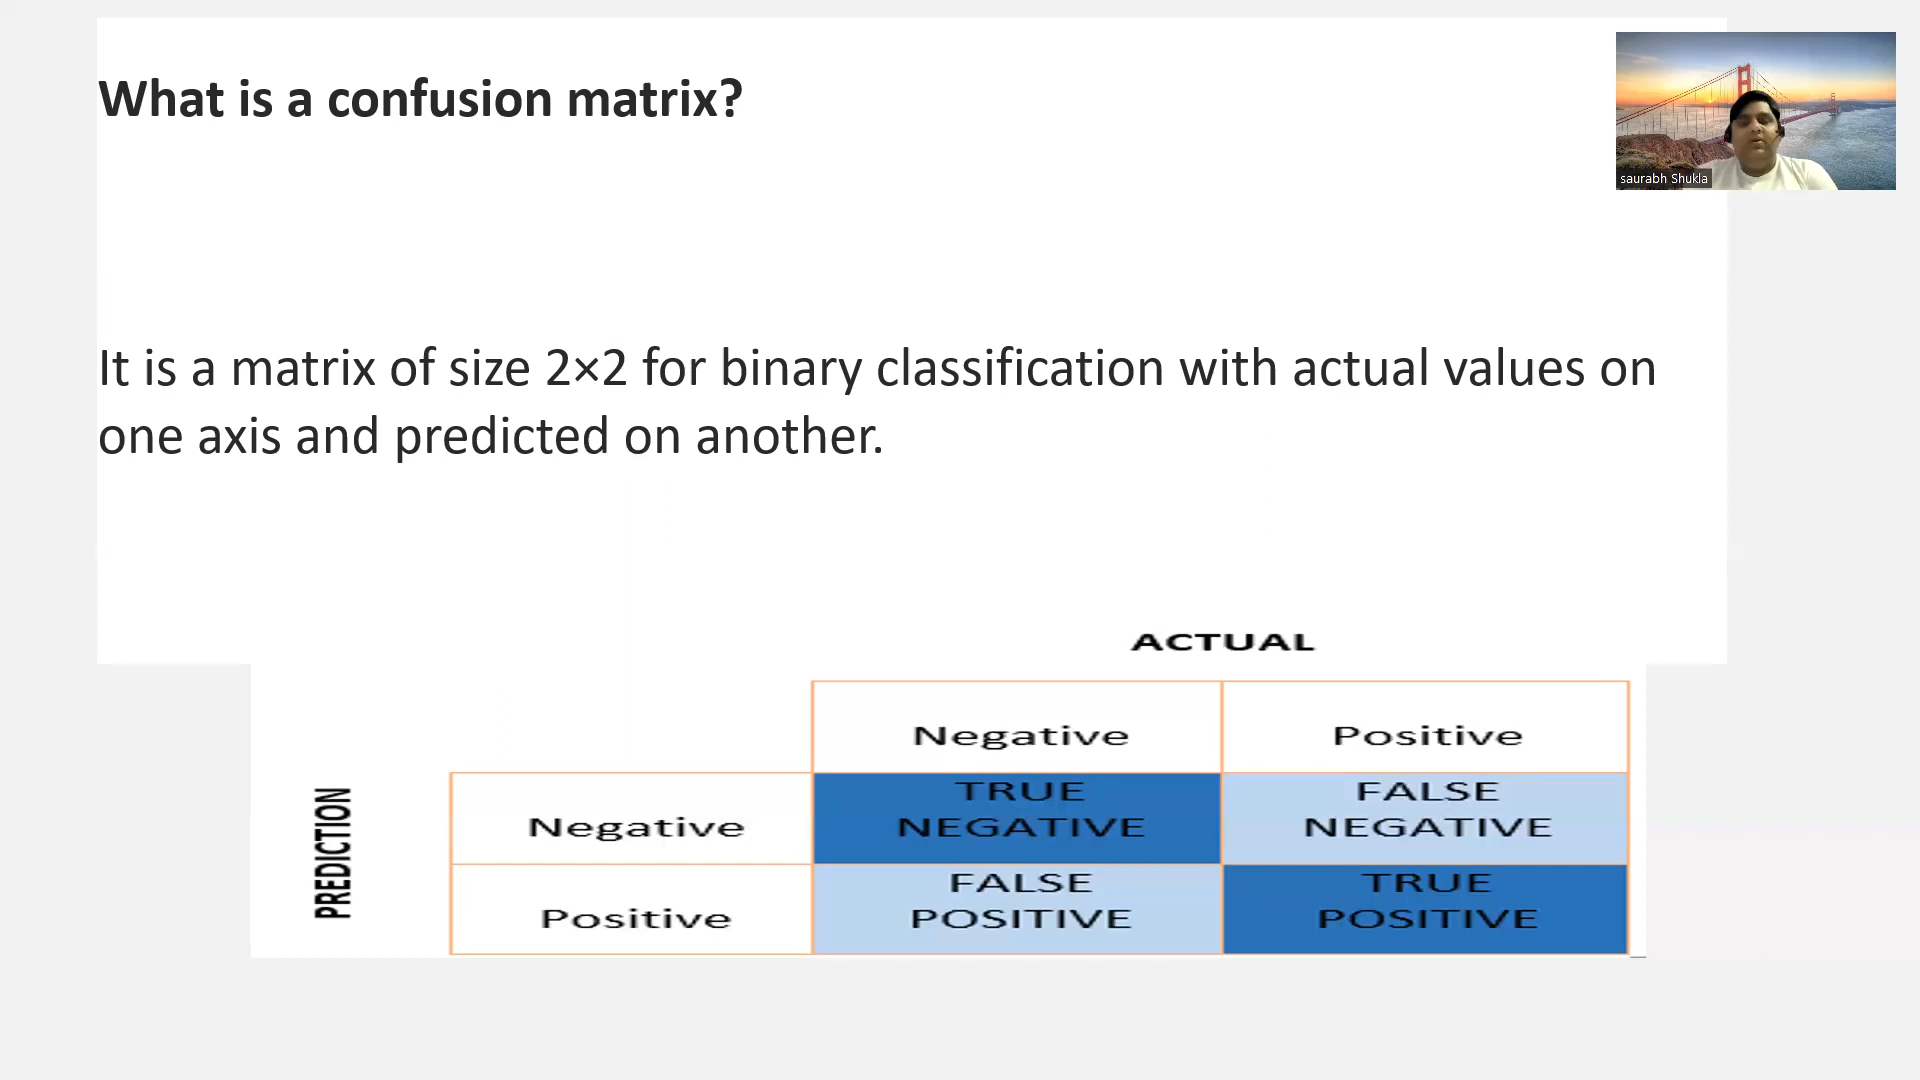 What is a confusion matrix?
saurabh Shukla
It is a matrix of size 2×2 for binary classification with actual values on
one axis and predicted on another.
ACTUAL
Negative Positive
PREDICTION
Negative
TRUE
NEGATIVE
FALSE
NEGATIVE
Positive
FALSE
POSITIVE
TRUE
POSITIVE